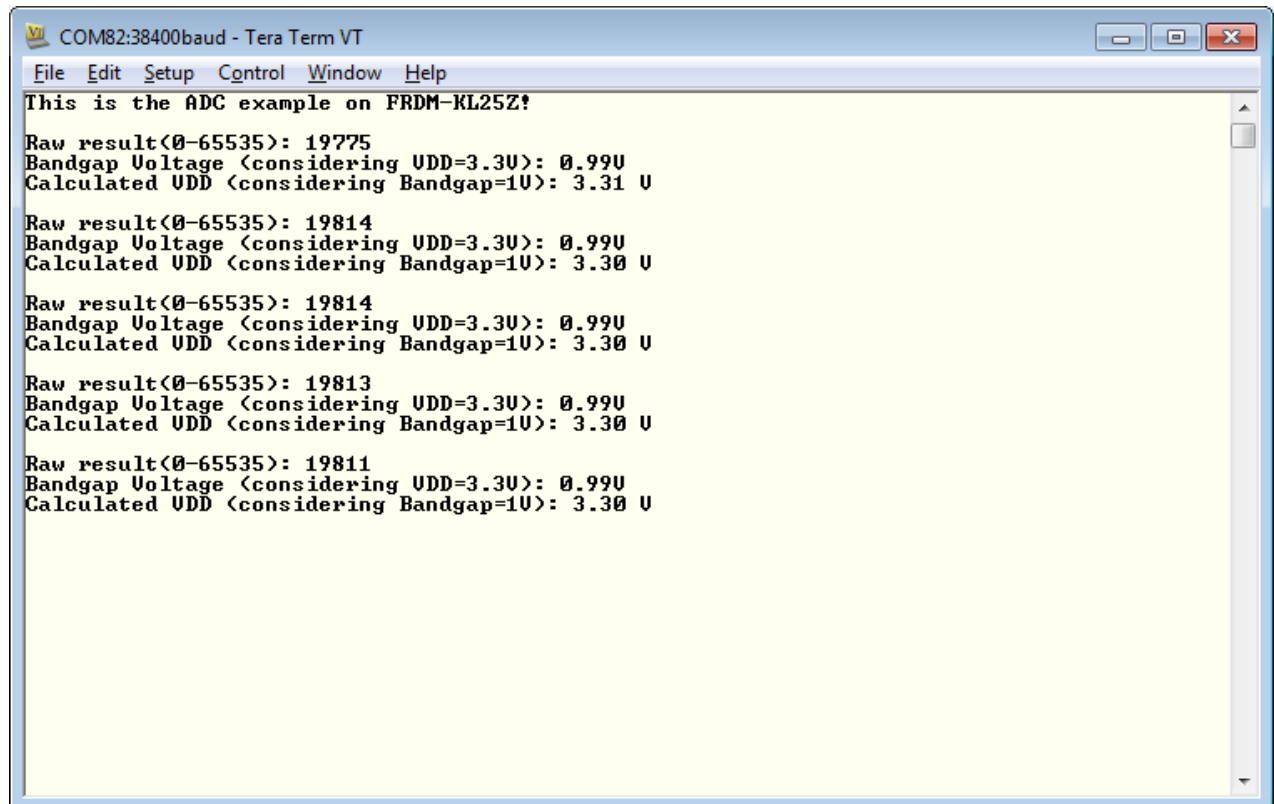 COM82:38400baud - Tera Term VT
File Edit Setup Control Window Help
This is the ADC example on FRDM-KL25Z!
Raw result(0-65535): 19775
Bandgap Voltage (considering VDD=3.3V): 0.99V
Calculated VDD (considering Bandgap=1V): 3.31 V
Raw result(0-65535): 19814
Bandgap Voltage (considering VDD=3.3V): 0.99V
Calculated VDD (considering Bandgap=1V): 3.30 V
Raw result(0-65535): 19814
Bandgap Voltage (considering VDD=3.3V): 0.99V
Calculated VDD (considering Bandgap=1V): 3.30 V
Raw result(0-65535): 19813
Bandgap Voltage (considering VDD=3.3V): 0.99V
Calculated VDD (considering Bandgap=1V): 3.30 V
Raw result(0-65535): 19811
Bandgap Voltage (considering VDD=3.3V): 0.99V
Calculated VDD (considering Bandgap=1V): 3.30 V